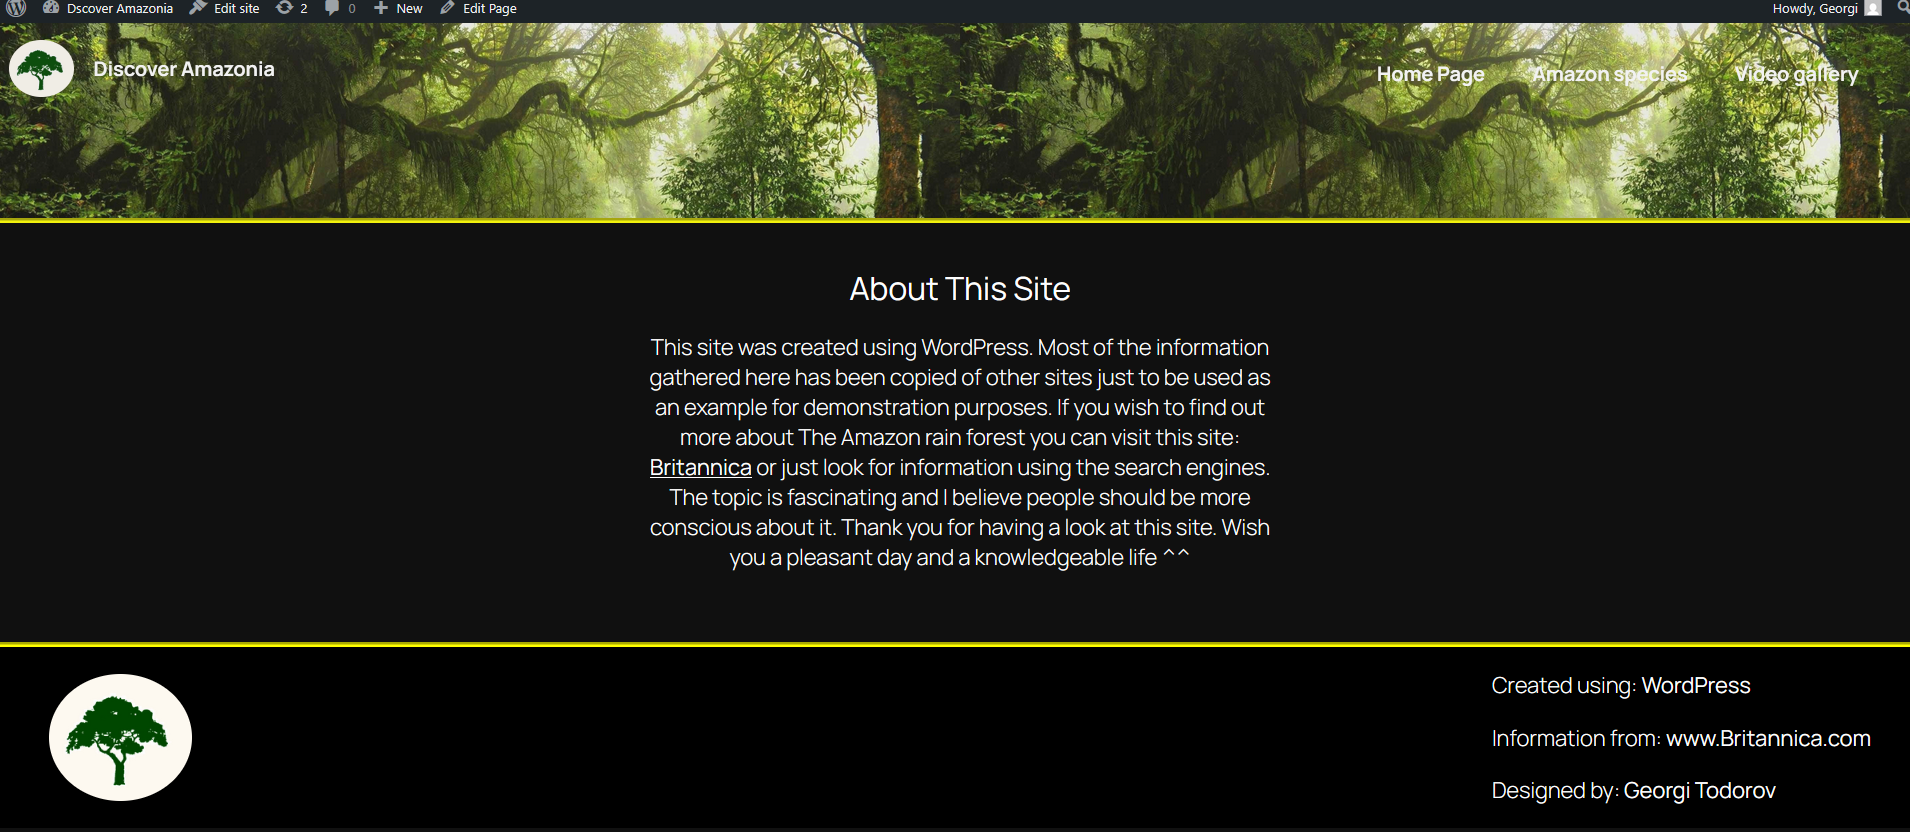 Dscover Amazonia Edit site 2 0 New Edit Page Howdy, Georgi
Discover Amazonia
Home Page Amazon species Video gallery
About This Site
This site was created using WordPress. Most of the information
gathered here has been copied of other sites just to be used as
an example for demonstration purposes. If you wish to find out
more about The Amazon rain forest you can visit this site:
Britannica or just look for information using the search engines.
The topic is fascinating and I believe people should be more
conscious about it. Thank you for having a look at this site. Wish
you a pleasant day and a knowledgeable life ^^
Created using: WordPress
Information from: www.Britannica.com
Designed by: Georgi Todorov